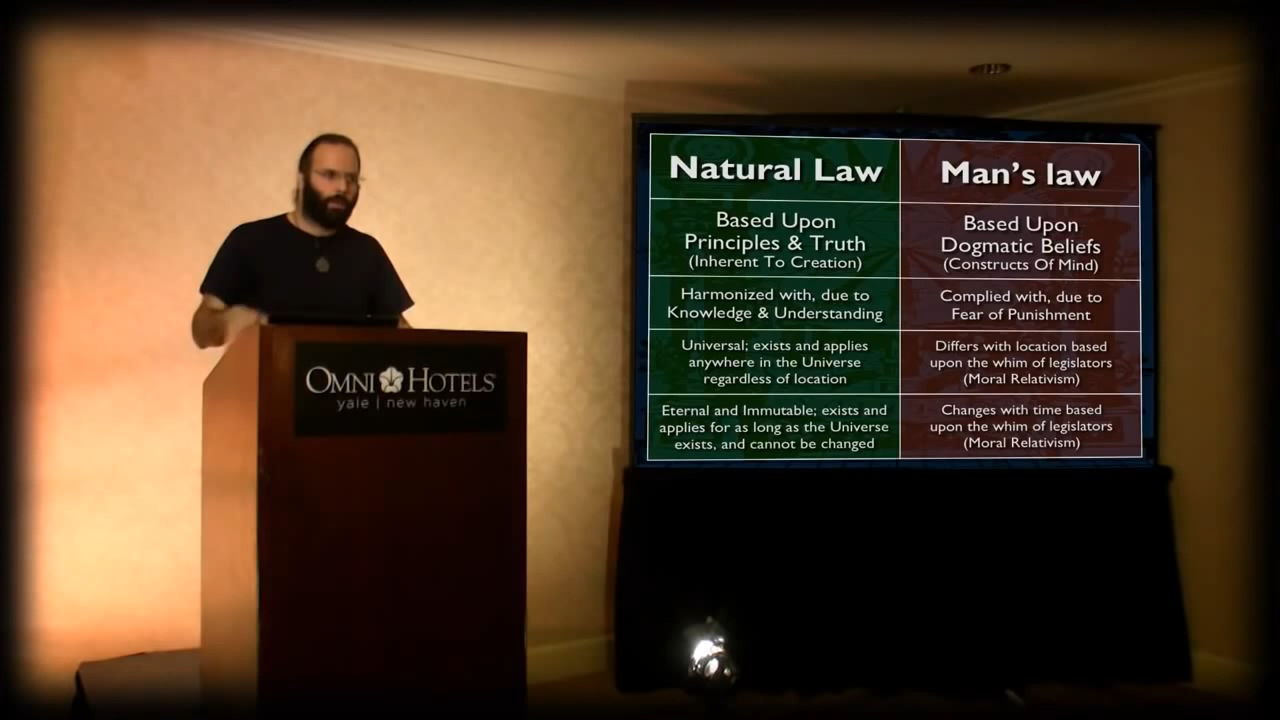 OMNI HOTELS
yale | new haven
Natural Law
Man's law
Based Upon
Principles & Truth
(Inherent To Creation)
Based Upon
Dogmatic Beliefs
(Constructs Of Mind)
Harmonized with, due to
Knowledge & Understanding
Complied with, due to
Fear of Punishment
Universal; exists and applies
anywhere in the Universe
regardless of location
Differs with location based
upon the whim of legislators
(Moral Relativism)
Eternal and Immutable; exists and
applies for as long as the Universe
exists, and cannot be changed
Changes with time based
upon the whim of legislators
(Moral Relativism)